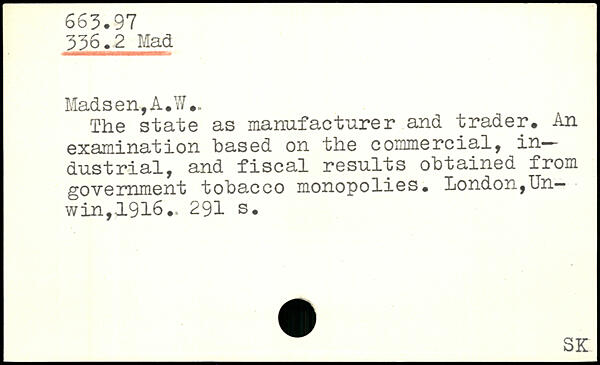 663.97
336.2 Mad
Madsen,A.W..
The state as manufacturer and trader. An
examination based on the commercial, in-
dustrial, and fiscal results obtained from
government tobacco monopolies. London,Un-
win,1916. 291 s.
SK